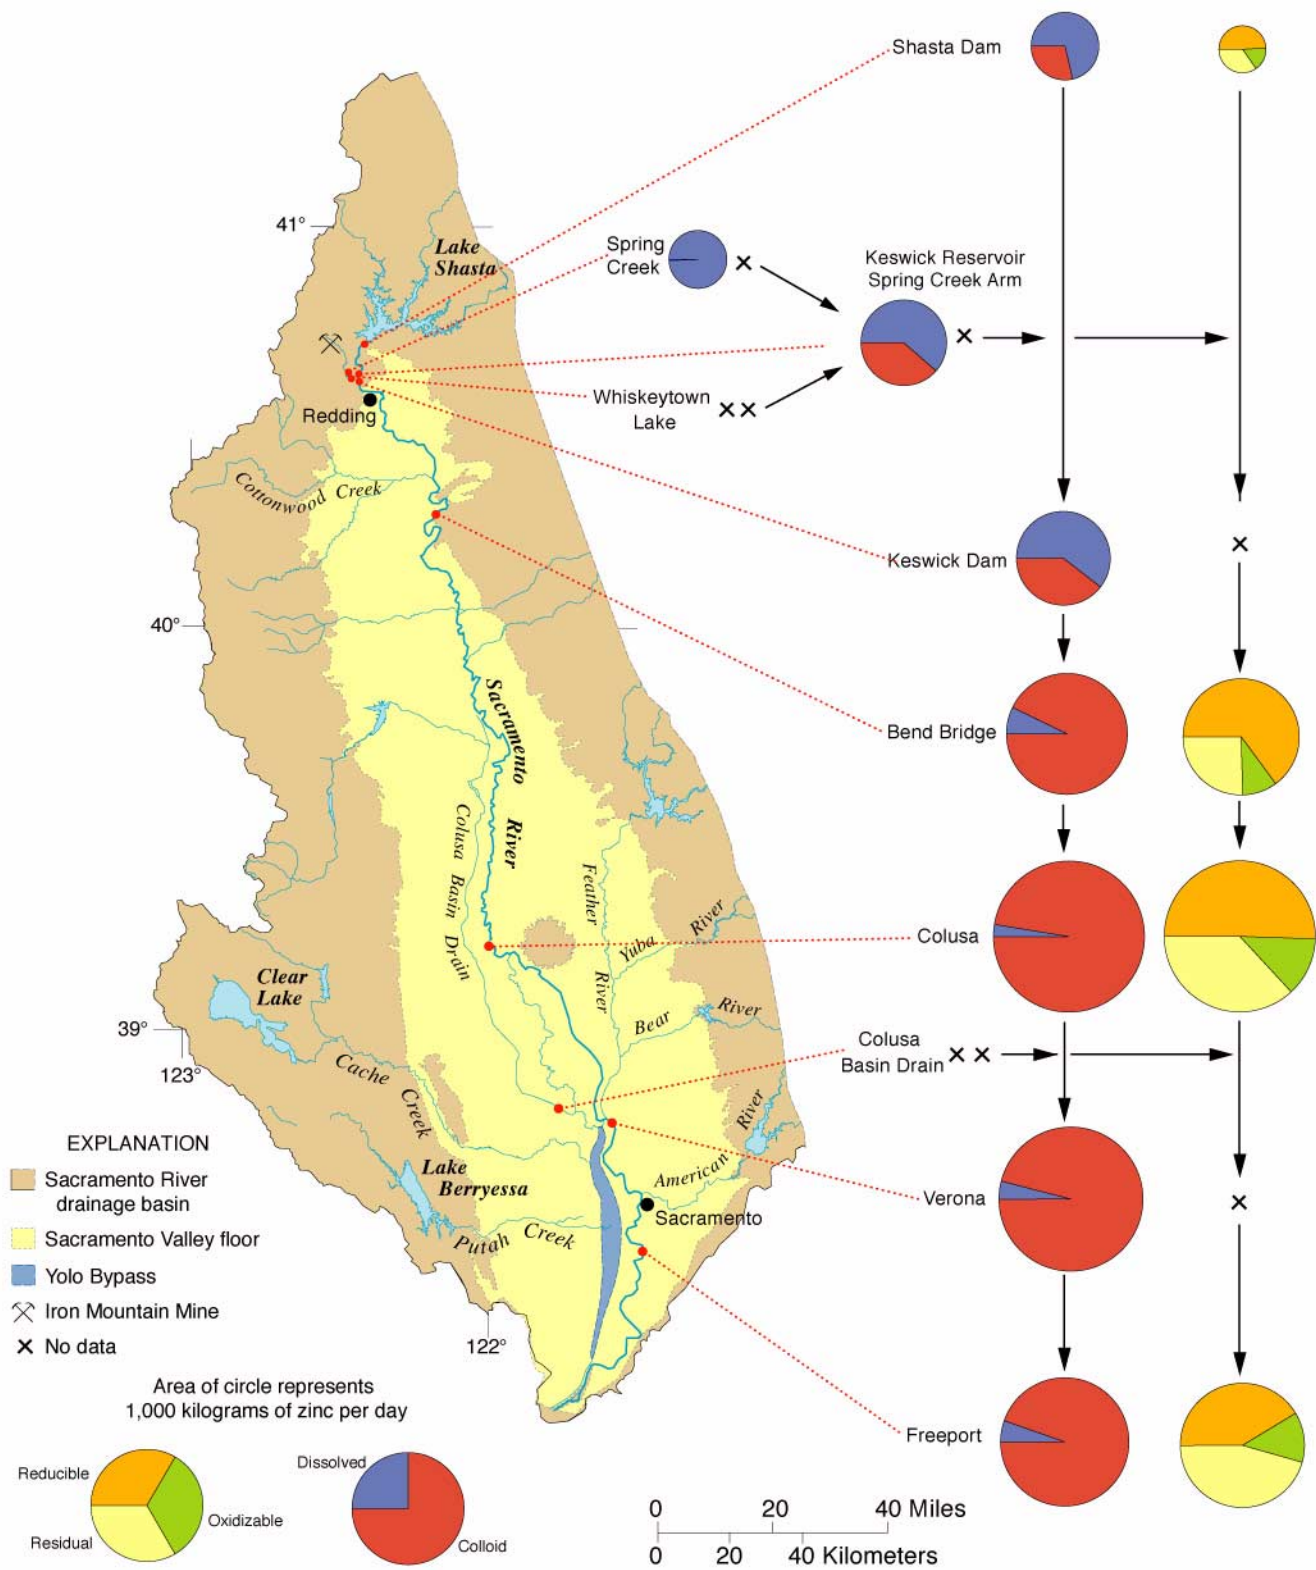 Shasta Dam
41°
Lake
Shasta
Spring
Creek
Keswick Reservoir
Spring Creek Arm
Whiskeytown
Lake
Redding
Cottonwood Creek
Keswick Dam
40°
Sacramento
River
Bend Bridge
Colusa Basin Drain
Feather
River
Yuba River
Colusa
Clear
Lake
Bear River
39°
123°
Colusa
Basin Drain
Cache
Creek
American River
Lake
Berryessa
Verona
Sacramento
Putah Creek
EXPLANATION
Sacramento River
drainage basin
Sacramento Valley floor
Yolo Bypass
Iron Mountain Mine
No data
122°
Area of circle represents
1,000 kilograms of zinc per day
Freeport
Reducible
Residual
Oxidizable
Dissolved
Colloid
0 20 40 Miles
0 20 40 Kilometers